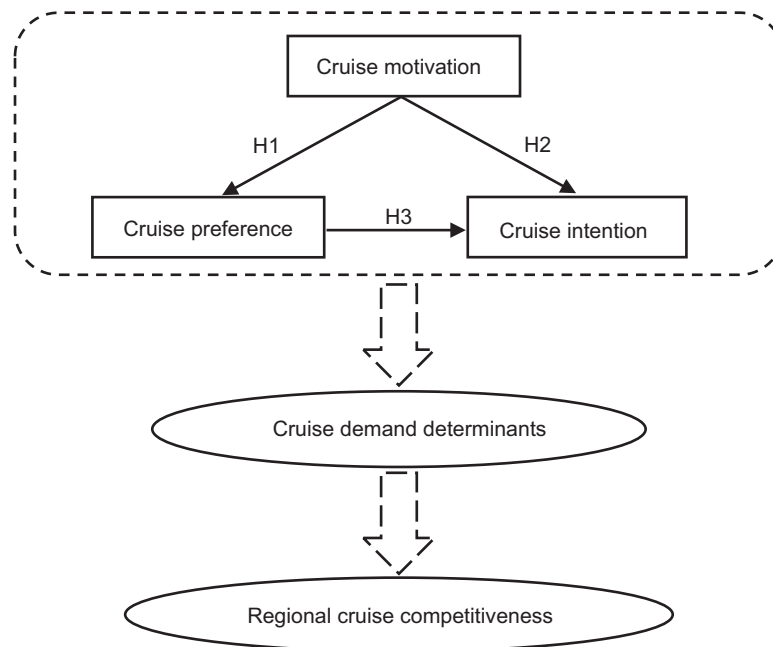 Cruise motivation
H1
H2
Cruise preference
H3
Cruise intention
Cruise demand determinants
Regional cruise competitiveness